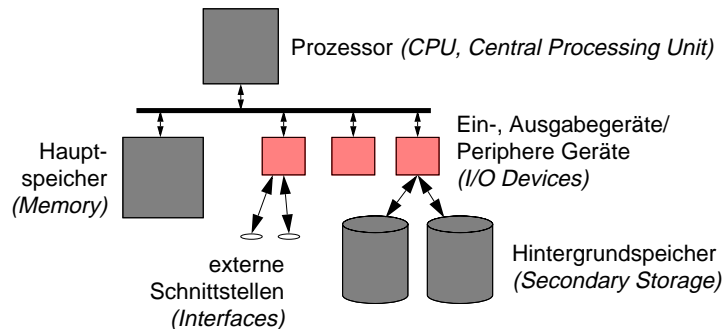 Prozessor (CPU, Central Processing Unit)
Haupt-
speicher
(Memory)
Ein-, Ausgabegeräte/
Periphere Geräte
(I/O Devices)
externe
Schnittstellen
(Interfaces)
Hintergrundspeicher
(Secondary Storage)